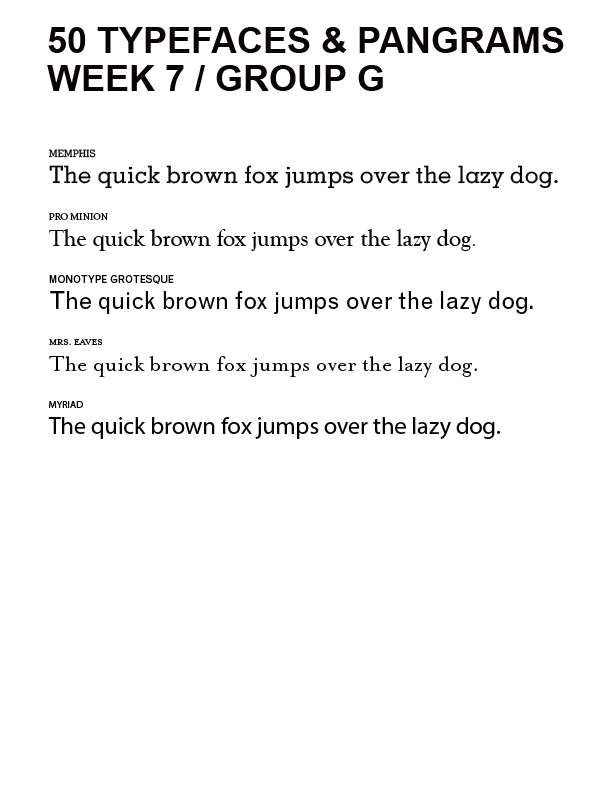 50 TYPEFACES & PANGRAMS
WEEK 7 / GROUP G
MEMPHIS
The quick brown fox jumps over the lazy dog.
PRO MINION
The quick brown fox jumps over the lazy dog.
MONOTYPE GROTESQUE
The quick brown fox jumps over the lazy dog.
MRS. EAVES
The quick brown fox jumps over the lazy dog.
MYRIAD
The quick brown fox jumps over the lazy dog.